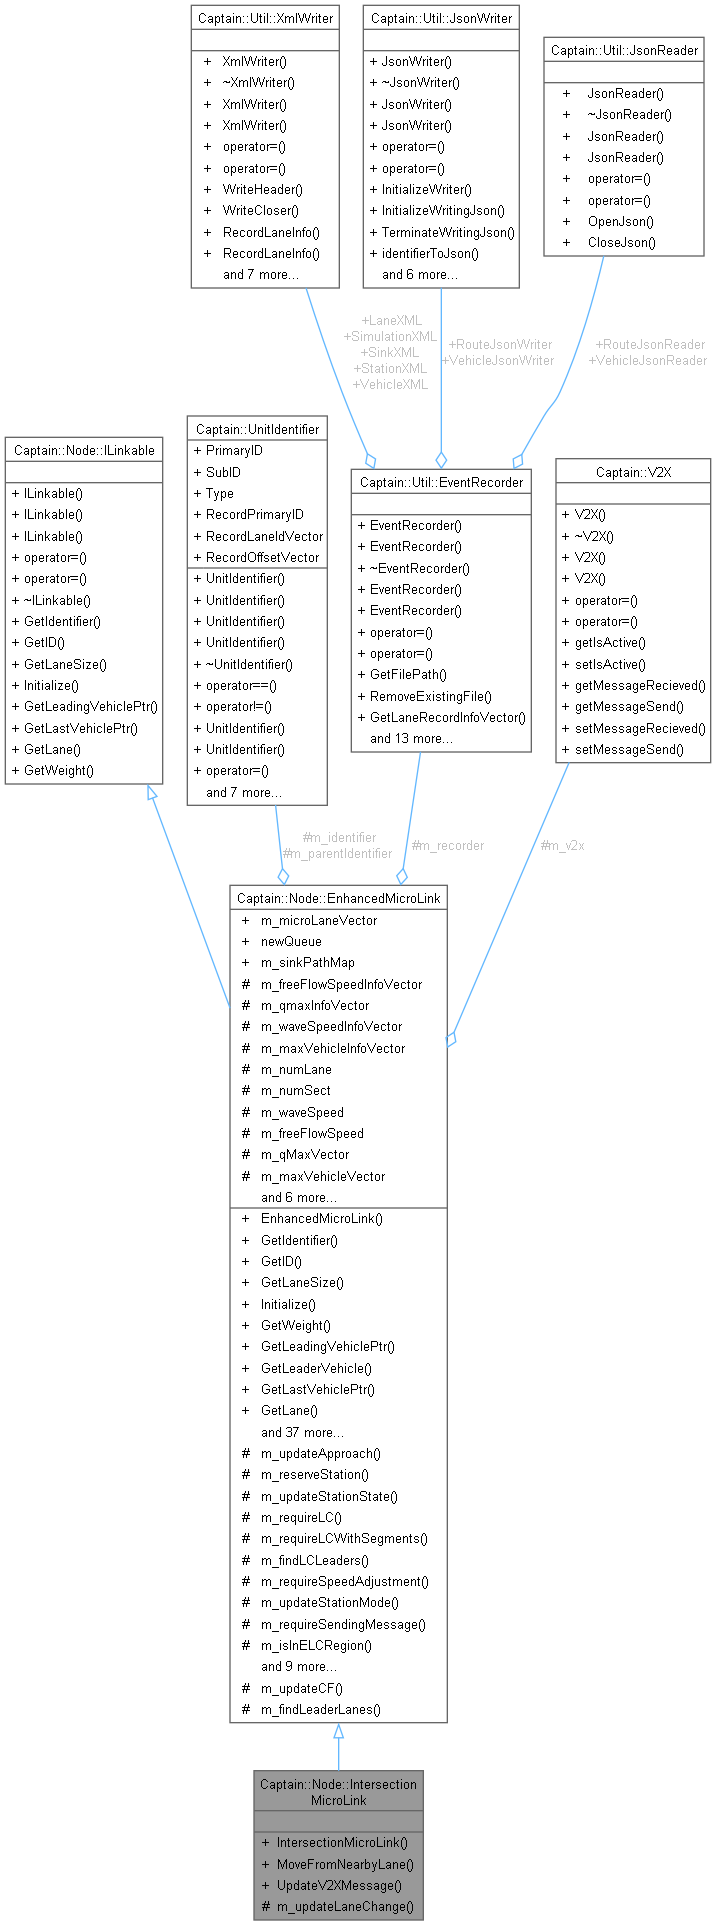 Captain::Util::XmlWriter
+ XmlWriter()
+ ~XmlWriter()
+ XmlWriter()
+ XmlWriter()
+ operator=()
+ operator=()
+ WriteHeader()
+ WriteCloser()
+ RecordLaneInfo()
+ RecordLaneInfo()
and 7 more...
Captain::Util::JsonWriter
+ JsonWriter()
+ ~JsonWriter()
+ JsonWriter()
+ JsonWriter()
+ operator=()
+ operator=()
+ InitializeWriter()
+ InitializeWritingJson()
+ TerminateWritingJson()
+ identifierToJson()
and 6 more...
Captain::Util::JsonReader
+ JsonReader()
+ ~JsonReader()
+ JsonReader()
+ JsonReader()
+ operator=()
+ operator=()
+ OpenJson()
+ CloseJson()
+LaneXML
+SimulationXML
+SinkXML
+StationXML
+VehicleXML
+RouteJsonWriter
+VehicleJsonWriter
+RouteJsonReader
+VehicleJsonReader
Captain::Node::ILinkable
+ ILinkable()
+ ILinkable()
+ ILinkable()
+ operator=()
+ operator=()
+ ~ILinkable()
+ GetIdentifier()
+ GetID()
+ GetLaneSize()
+ Initialize()
+ GetLeadingVehiclePtr()
+ GetLastVehiclePtr()
+ GetLane()
+ GetWeight()
Captain::UnitIdentifier
+ PrimaryID
+ SubID
+ Type
+ RecordPrimaryID
+ RecordLaneIdVector
+ RecordOffsetVector
+ UnitIdentifier()
+ UnitIdentifier()
+ UnitIdentifier()
+ UnitIdentifier()
+ ~UnitIdentifier()
+ operator==()
+ operator!=()
+ UnitIdentifier()
+ UnitIdentifier()
+ operator=()
and 7 more...
Captain::Util::EventRecorder
+ EventRecorder()
+ EventRecorder()
+ ~EventRecorder()
+ EventRecorder()
+ EventRecorder()
+ operator=()
+ operator=()
+ GetFilePath()
+ RemoveExistingFile()
+ GetLaneRecordInfoVector()
and 13 more...
Captain::V2X
+ V2X()
+ ~V2X()
+ V2X()
+ V2X()
+ operator=()
+ operator=()
+ getIsActive()
+ setIsActive()
+ getMessageRecieved()
+ getMessageSend()
+ setMessageRecieved()
+ setMessageSend()
#m_identifier
#m_parentIdentifier
#m_recorder
#m_v2x
Captain::Node::EnhancedMicroLink
+ m_microLaneVector
+ newQueue
+ m_sinkPathMap
# m_freeFlowSpeedInfoVector
# m_qmaxInfoVector
# m_waveSpeedInfoVector
# m_maxVehicleInfoVector
# m_numLane
# m_numSect
# m_waveSpeed
# m_freeFlowSpeed
# m_qMaxVector
# m_maxVehicleVector
and 6 more...
+ EnhancedMicroLink()
+ GetIdentifier()
+ GetID()
+ GetLaneSize()
+ Initialize()
+ GetWeight()
+ GetLeadingVehiclePtr()
+ GetLeaderVehicle()
+ GetLastVehiclePtr()
+ GetLane()
and 37 more...
# m_updateApproach()
# m_reserveStation()
# m_updateStationState()
# m_requireLC()
# m_requireLCWithSegments()
# m_findLCLeaders()
# m_requireSpeedAdjustment()
# m_updateStationMode()
# m_requireSendingMessage()
# m_isInELCRegion()
and 9 more...
# m_updateCF()
# m_findLeaderLanes()
Captain::Node::Intersection
MicroLink
+ IntersectionMicroLink()
+ MoveFromNearbyLane()
+ UpdateV2XMessage()
# m_updateLaneChange()